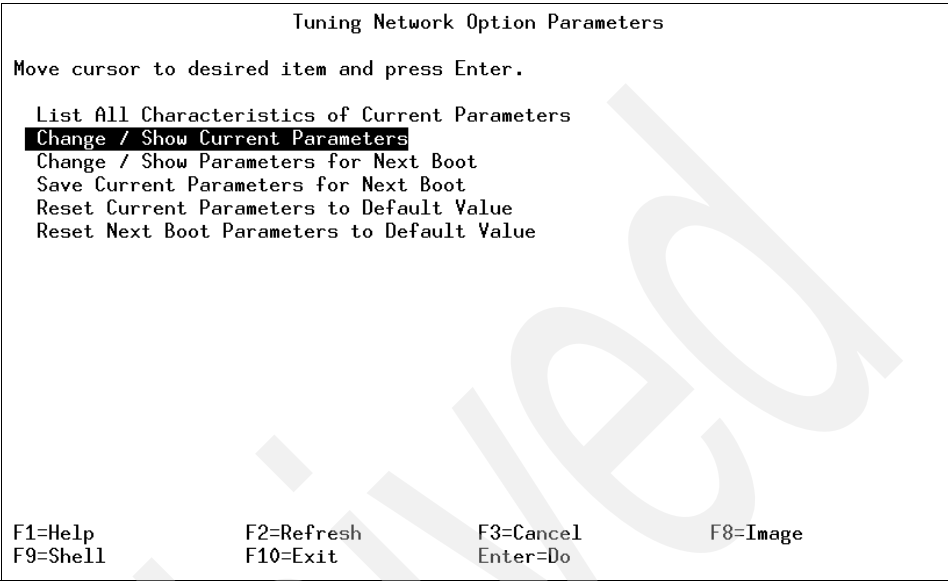 Tuning Network Option Parameters
Move cursor to desired item and press Enter.
List All Characteristics of Current Parameters
Change / Show Current Parameters
Change / Show Parameters for Next Boot
Save Current Parameters for Next Boot
Reset Current Parameters to Default Value
Reset Next Boot Parameters to Default Value
F1=Help F2=Refresh F3=Cancel F8=Image
F9=Shell F10=Exit Enter=Do
ived